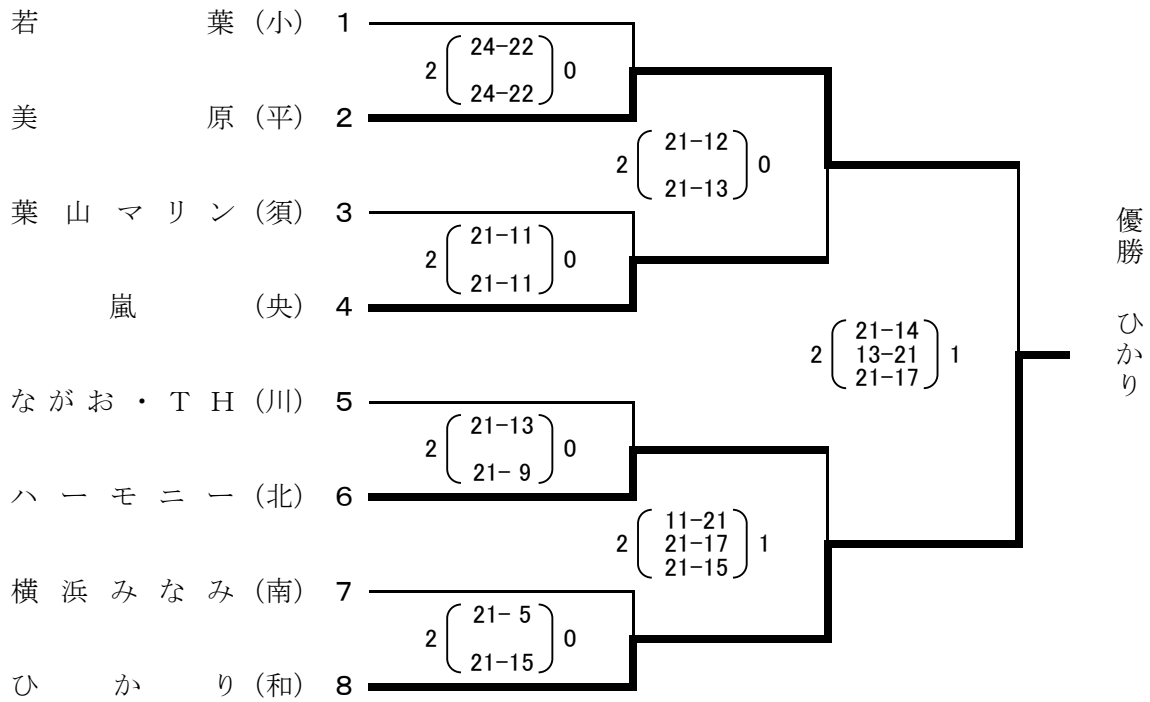 若葉（小） 1
2 24-22 0
24-22
美原（平） 2
2 21-12 0
21-13
葉山マリン（須） 3
2 21-11 0
21-11
嵐（央） 4
2 21-14 1
13-21
21-17
優勝 ひかり
ながお・TH（川） 5
2 21-13 0
21- 9
ハーモニー（北） 6
2 11-21 1
21-17
21-15
横浜みなみ（南） 7
2 21- 5 0
21-15
ひかり（和） 8